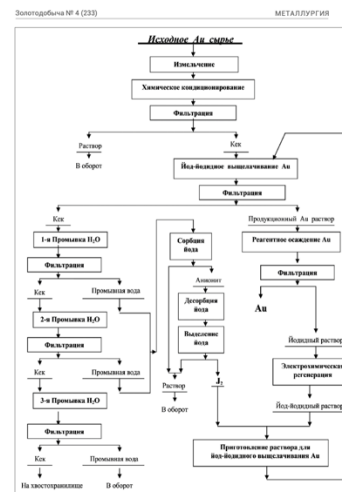 Золотодобыча № 4 (233)
МЕТАЛЛУРГИЯ
Исходное Au сырье
Измельчение
Химическое кондиционирование
Фильтрация
Раствор
Кек
В оборот
Йод-йодидное выщелачивание Au
Фильтрация
Кек
Продукционный Au раствор
1-я Промывка H₂O
Сорбция
йода
Реагентное осаждение Au
Фильтрация
Фильтрация
Кек
Промывная вода
Анионит
Десорбция
йода
Au
2-я Промывка H₂O
Выделение
йода
Йодидный раствор
Фильтрация
Электрохимическая
регенерация
Кек
Промывная вода
Раствор
J₂
3-я Промывка H₂O
В оборот
Йод-йодидный раствор
Фильтрация
Приготовление раствора для
йод-йодидного выщелачивания Au
Кек
Промывная вода
На хвостохранилище
В оборот